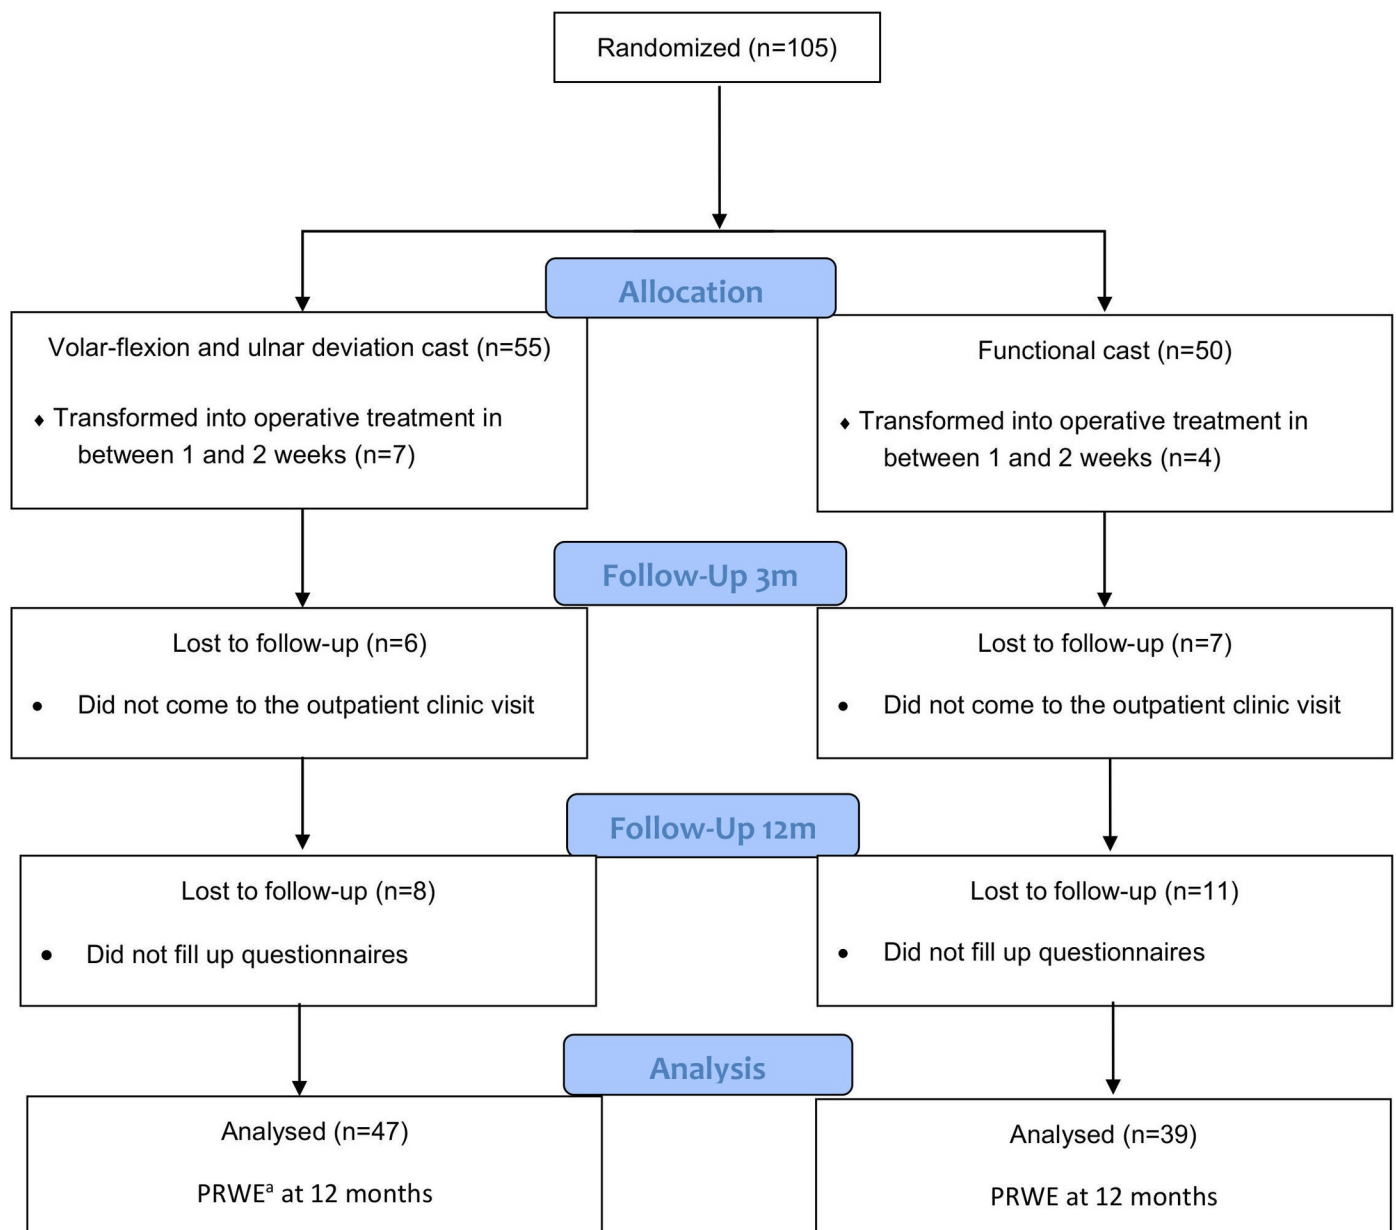 Randomized (n=105)
Allocation
Volar-flexion and ulnar deviation cast (n=55)
♦ Transformed into operative treatment in
between 1 and 2 weeks (n=7)
Functional cast (n=50)
♦ Transformed into operative treatment in
between 1 and 2 weeks (n=4)
Follow-Up 3m
Lost to follow-up (n=6)
• Did not come to the outpatient clinic visit
Lost to follow-up (n=7)
• Did not come to the outpatient clinic visit
Follow-Up 12m
Lost to follow-up (n=8)
• Did not fill up questionnaires
Lost to follow-up (n=11)
• Did not fill up questionnaires
Analysis
Analysed (n=47)
PRWEª at 12 months
Analysed (n=39)
PRWE at 12 months